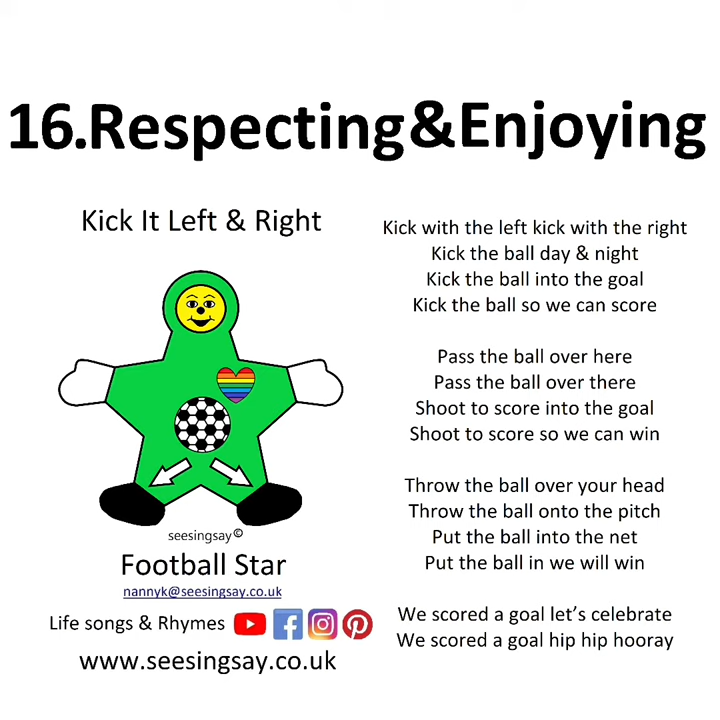 16.Respecting&Enjoying
Kick It Left & Right
seesingsay©
Football Star
nannyk@seesingsay.co.uk
Life songs & Rhymes
www.seesingsay.co.uk
Kick with the left kick with the right
Kick the ball day & night
Kick the ball into the goal
Kick the ball so we can score
Pass the ball over here
Pass the ball over there
Shoot to score into the goal
Shoot to score so we can win
Throw the ball over your head
Throw the ball onto the pitch
Put the ball into the net
Put the ball in we will win
We scored a goal let’s celebrate
We scored a goal hip hip hooray